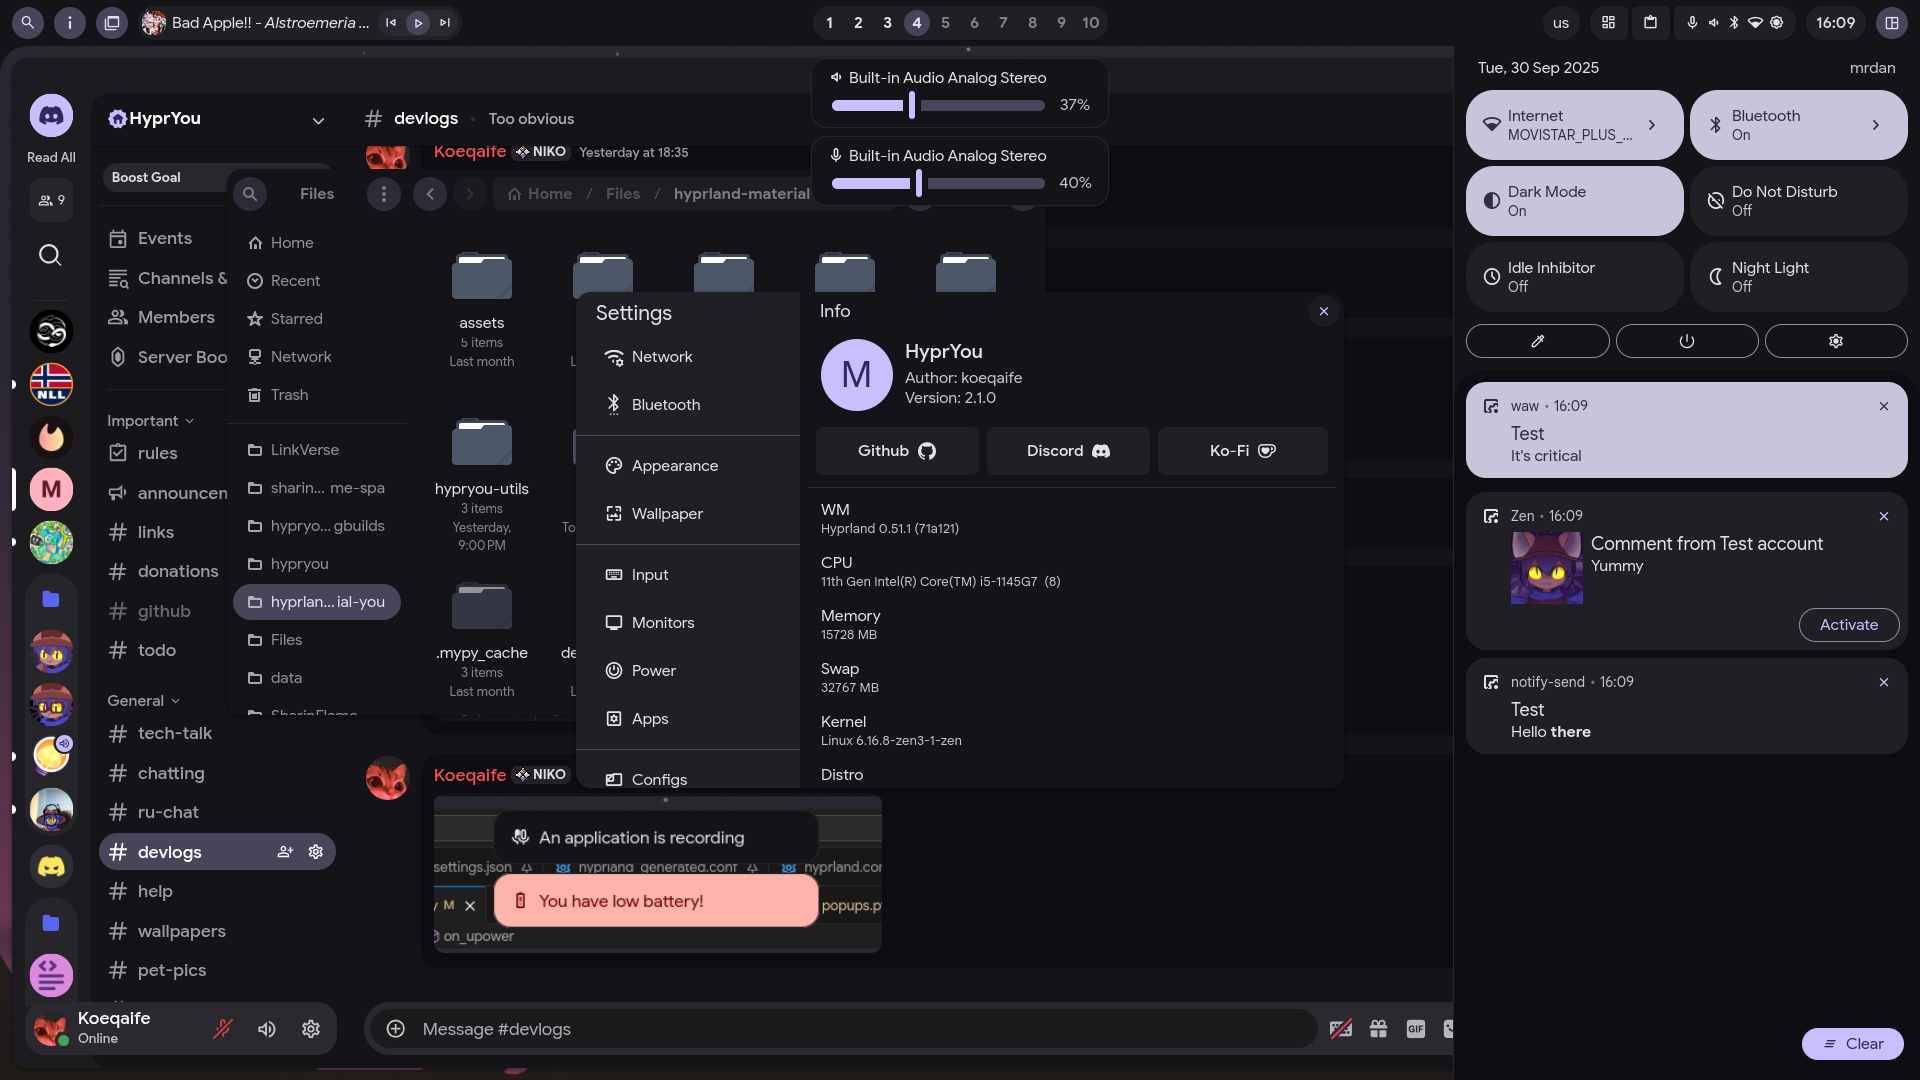 Bad Apple!! - Alstroemeria ...
1 2 3 4 5 6 7 8 9 10
us
16:09
Built-in Audio Analog Stereo
37%
Built-in Audio Analog Stereo
40%
Tue, 30 Sep 2025
mrdan
Internet
MOVISTAR_PLUS_...
Bluetooth
On
Dark Mode
On
Do Not Disturb
Off
Idle Inhibitor
Off
Night Light
Off
waw • 16:09
Test
It's critical
Zen • 16:09
Comment from Test account
Yummy
Activate
notify-send • 16:09
Test
Hello there
Clear
Read All
9
NLL
M
HyprYou
Boost Goal
Events
Channels &
Members
Server Boo
Important
rules
announcen
links
donations
github
todo
General
tech-talk
chatting
ru-chat
devlogs
help
wallpapers
pet-pics
Koeqaife
Online
devlogs • Too obvious
Koeqaife NIKO Yesterday at 18:35
Files
Home / Files / hyprland-material
Home
Recent
Starred
Network
Trash
LinkVerse
sharin... me-spa
hypryo... gbuilds
hypryou
hyprlan... ial-you
Files
data
assets
5 items
Last month
hypryou-utils
3 items
Yesterday,
9:00 PM
.mypy_cache
3 items
Last month
Settings
Network
Bluetooth
Appearance
Wallpaper
Input
Monitors
Power
Apps
Configs
Info
M
HyprYou
Author: koeqaife
Version: 2.1.0
Github
Discord
Ko-Fi
WM
Hyprland 0.51.1 (71a121)
CPU
11th Gen Intel(R) Core(TM) i5-1145G7 (8)
Memory
15728 MB
Swap
32767 MB
Kernel
Linux 6.16.8-zen3-1-zen
Distro
Koeqaife NIKO
An application is recording
settings.json hyprland_generated.conf hyprland.cor
You have low battery!
M
popups.p
on_upower
Message #devlogs
GIF